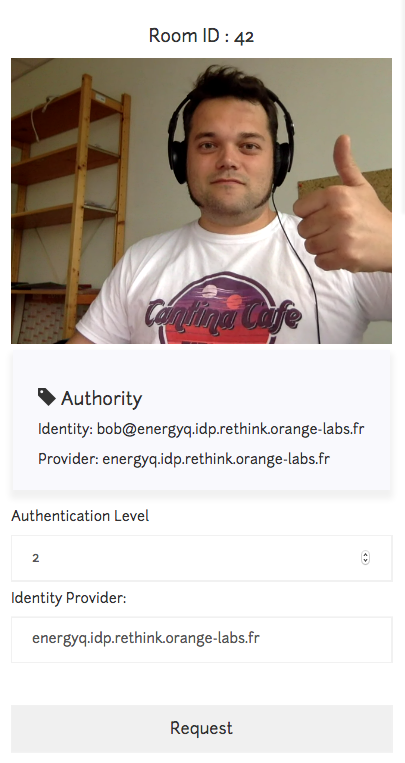 Room ID : 42
Cantina Cafe
Authority
Identity: bob@energyq.idp.rethink.orange-labs.fr
Provider: energyq.idp.rethink.orange-labs.fr
Authentication Level
2
Identity Provider:
energyq.idp.rethink.orange-labs.fr
Request